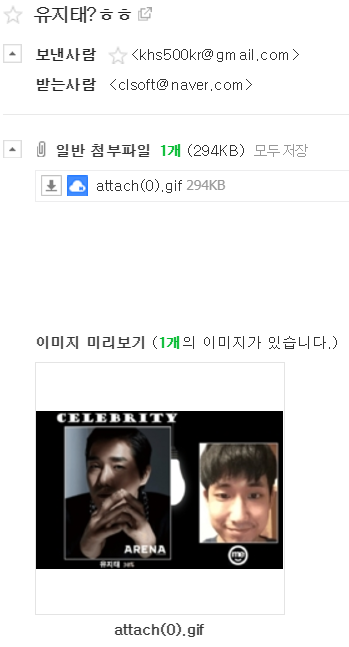 유지태?ㅎㅎ
보낸사람 <khs500kr@gmail.com>
받는사람 <clsoft@naver.com>
일반 첨부파일 1개 (294KB) 모두 저장
attach(0).gif 294KB
이미지 미리보기 (1개의 이미지가 있습니다.)
CELEBRITY
ARENA
me
유지태
attach(0).gif